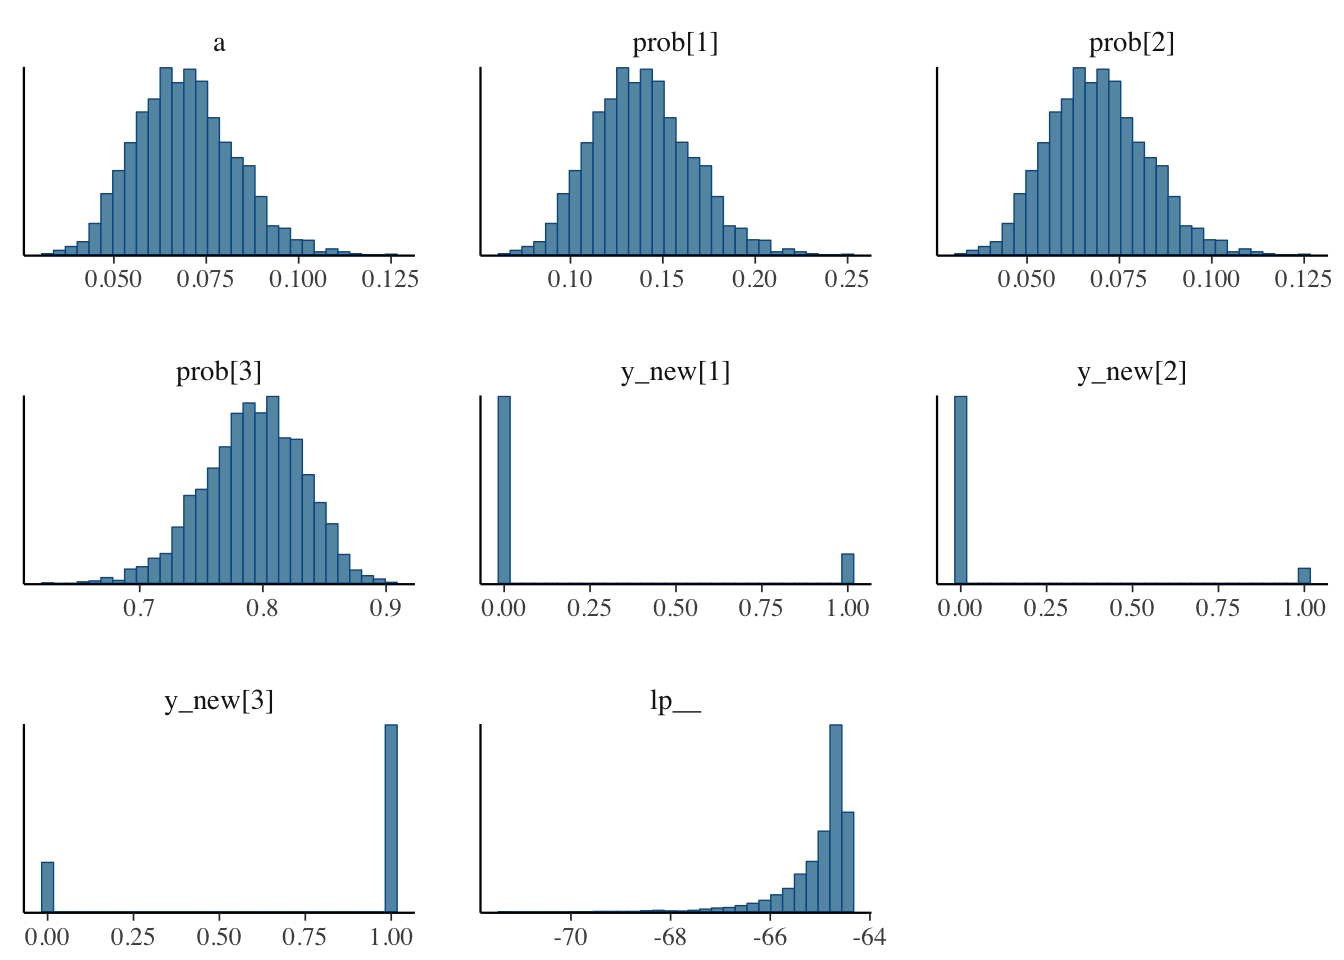 a prob[1] prob[2]
0.050 0.075 0.100 0.125 0.10 0.15 0.20 0.25 0.050 0.075 0.100 0.125
prob[3] y_new[1] y_new[2]
0.7 0.8 0.9 0.00 0.25 0.50 0.75 1.00 0.00 0.25 0.50 0.75 1.00
y_new[3] lp__
0.00 0.25 0.50 0.75 1.00 -70 -68 -66 -64